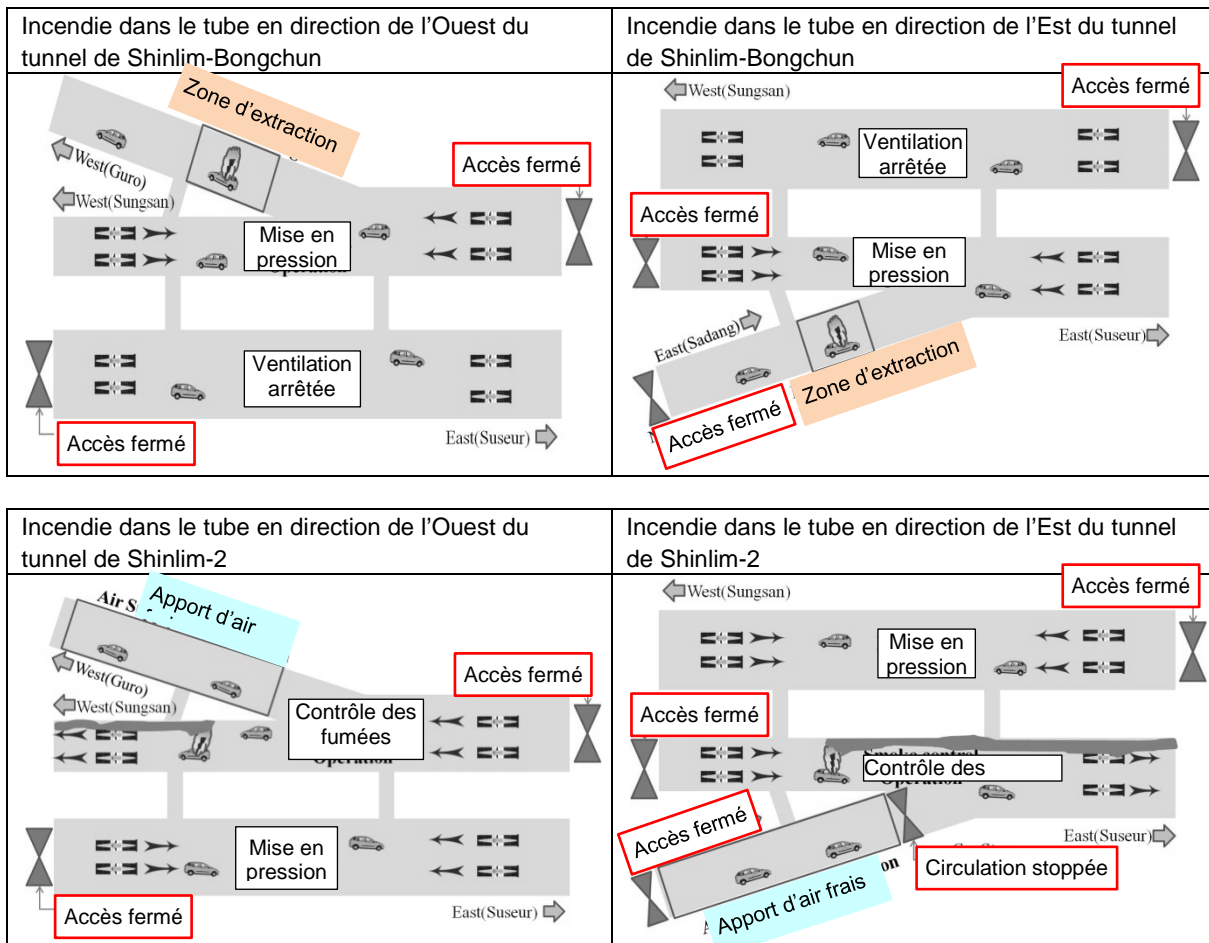 Incendie dans le tube en direction de l'Ouest du
tunnel de Shinlim-Bongchun
Zone d'extraction
West(Guro)
West(Sungsan)
Accès fermé
Mise en
pression
Operation
Ventilation
arrêtée
Accès fermé
East(Suseur)
Incendie dans le tube en direction de l'Est du tunnel
de Shinlim-Bongchun
West(Sungsan)
Accès fermé
Ventilation
arrêtée
Accès fermé
Mise en
pression
East(Sadang)
East(Suseur)
Zone d'extraction
Accès fermé
Incendie dans le tube en direction de l'Ouest du
tunnel de Shinlim-2
Air
Apport d'air
West(Guro)
West(Sungsan)
Accès fermé
Contrôle des
fumées
Operation
Mise en
pression
Accès fermé
East(Suseur)
Incendie dans le tube en direction de l'Est du tunnel
de Shinlim-2
West(Sungsan)
Accès fermé
Mise en
pression
Accès fermé
Smoke control
Contrôle des
Operation
Accès fermé
East(Suseur)
Circulation stoppée
Apport d'air frais